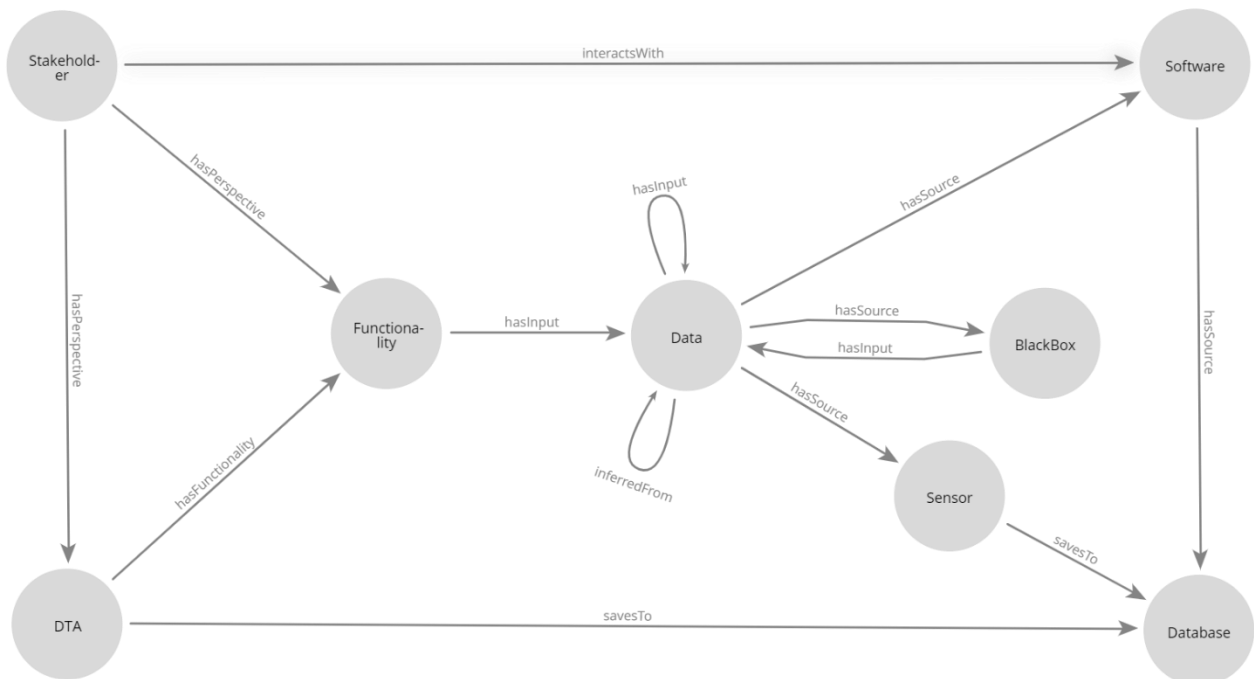 Stakehold-
er
interactsWith
Software
hasPerspective
hasInput
hasSource
hasPerspective
Functiona-
lity
hasInput
Data
hasSource
hasInput
BlackBox
hasSource
hasSource
inferredFrom
hasFunctionality
Sensor
savesTo
DTA
savesTo
Database